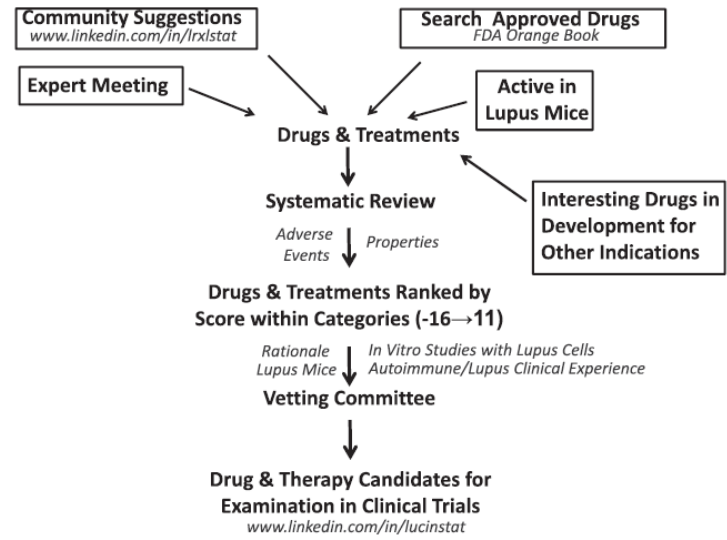 Community Suggestions
www.linkedin.com/in/lrxlstat
Search Approved Drugs
FDA Orange Book
Expert Meeting
Active in
Lupus Mice
Drugs & Treatments
Interesting Drugs in
Development for
Other Indications
Systematic Review
Adverse
Events
Properties
Drugs & Treatments Ranked by
Score within Categories (-16→11)
Rationale
Lupus Mice
In Vitro Studies with Lupus Cells
Autoimmune/Lupus Clinical Experience
Vetting Committee
Drug & Therapy Candidates for
Examination in Clinical Trials
www.linkedin.com/in/lucinstat